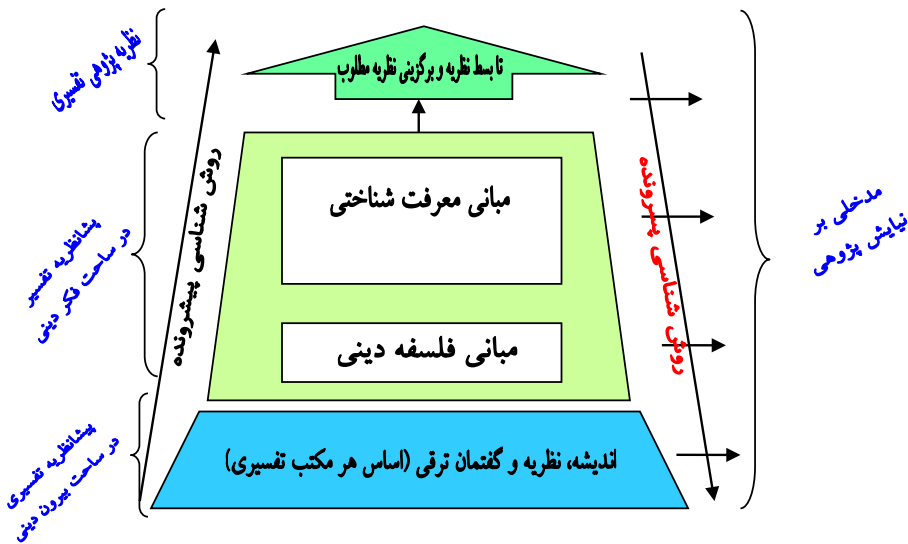 تا بسط نظریه و برگزینی نظریه مطلوب
مبانی معرفت شناختی
مبانی فلسفه دینی
اندیشه، نظریه و گفتمان ترقی (اساس هر مکتب تفسیری)
روش شناسی پسرونده
روش شناسی پیشرونده
مدخلی بر
نیایش پژوهی
نظریه پژوهی تفسیری
پیشانظریه تفسیر
در ساحت فکر دینی
پیشانظریه تفسیری
در ساحت بیرون دینی